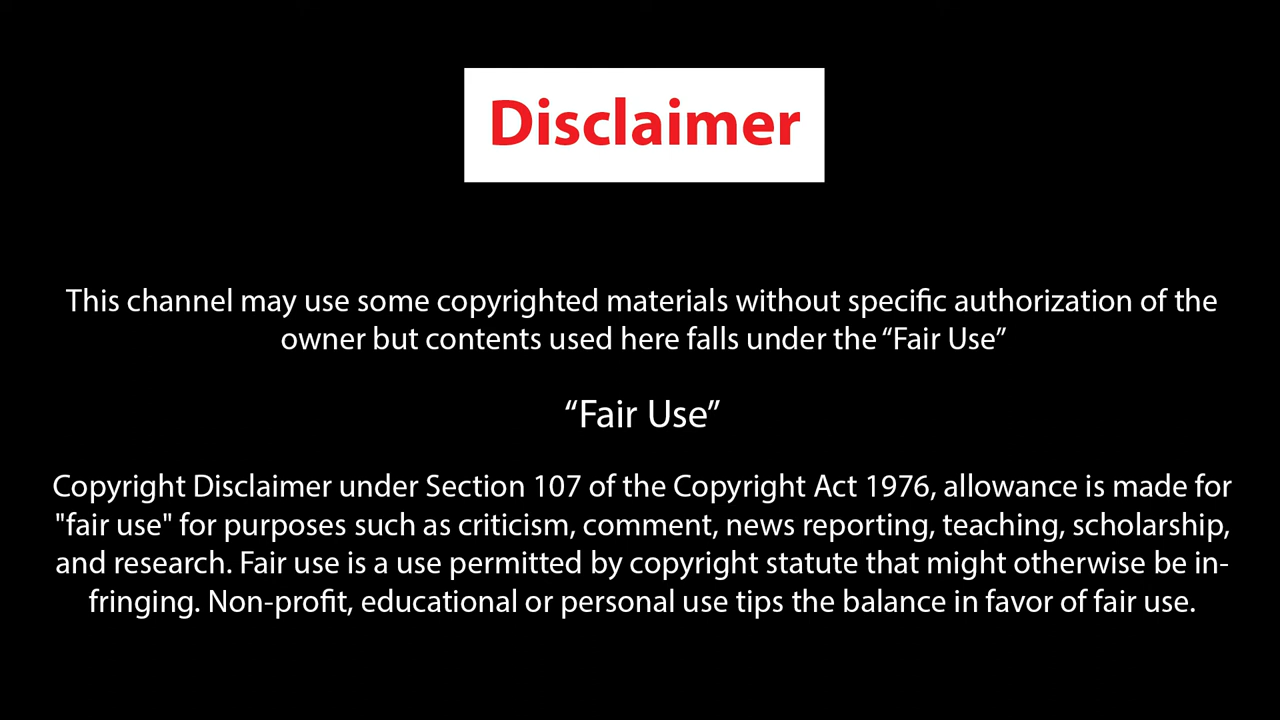 Disclaimer
This channel may use some copyrighted materials without specific authorization of the
owner but contents used here falls under the “Fair Use”
“Fair Use”
Copyright Disclaimer under Section 107 of the Copyright Act 1976, allowance is made for
"fair use" for purposes such as criticism, comment, news reporting, teaching, scholarship,
and research. Fair use is a use permitted by copyright statute that might otherwise be in-
fringing. Non-profit, educational or personal use tips the balance in favor of fair use.